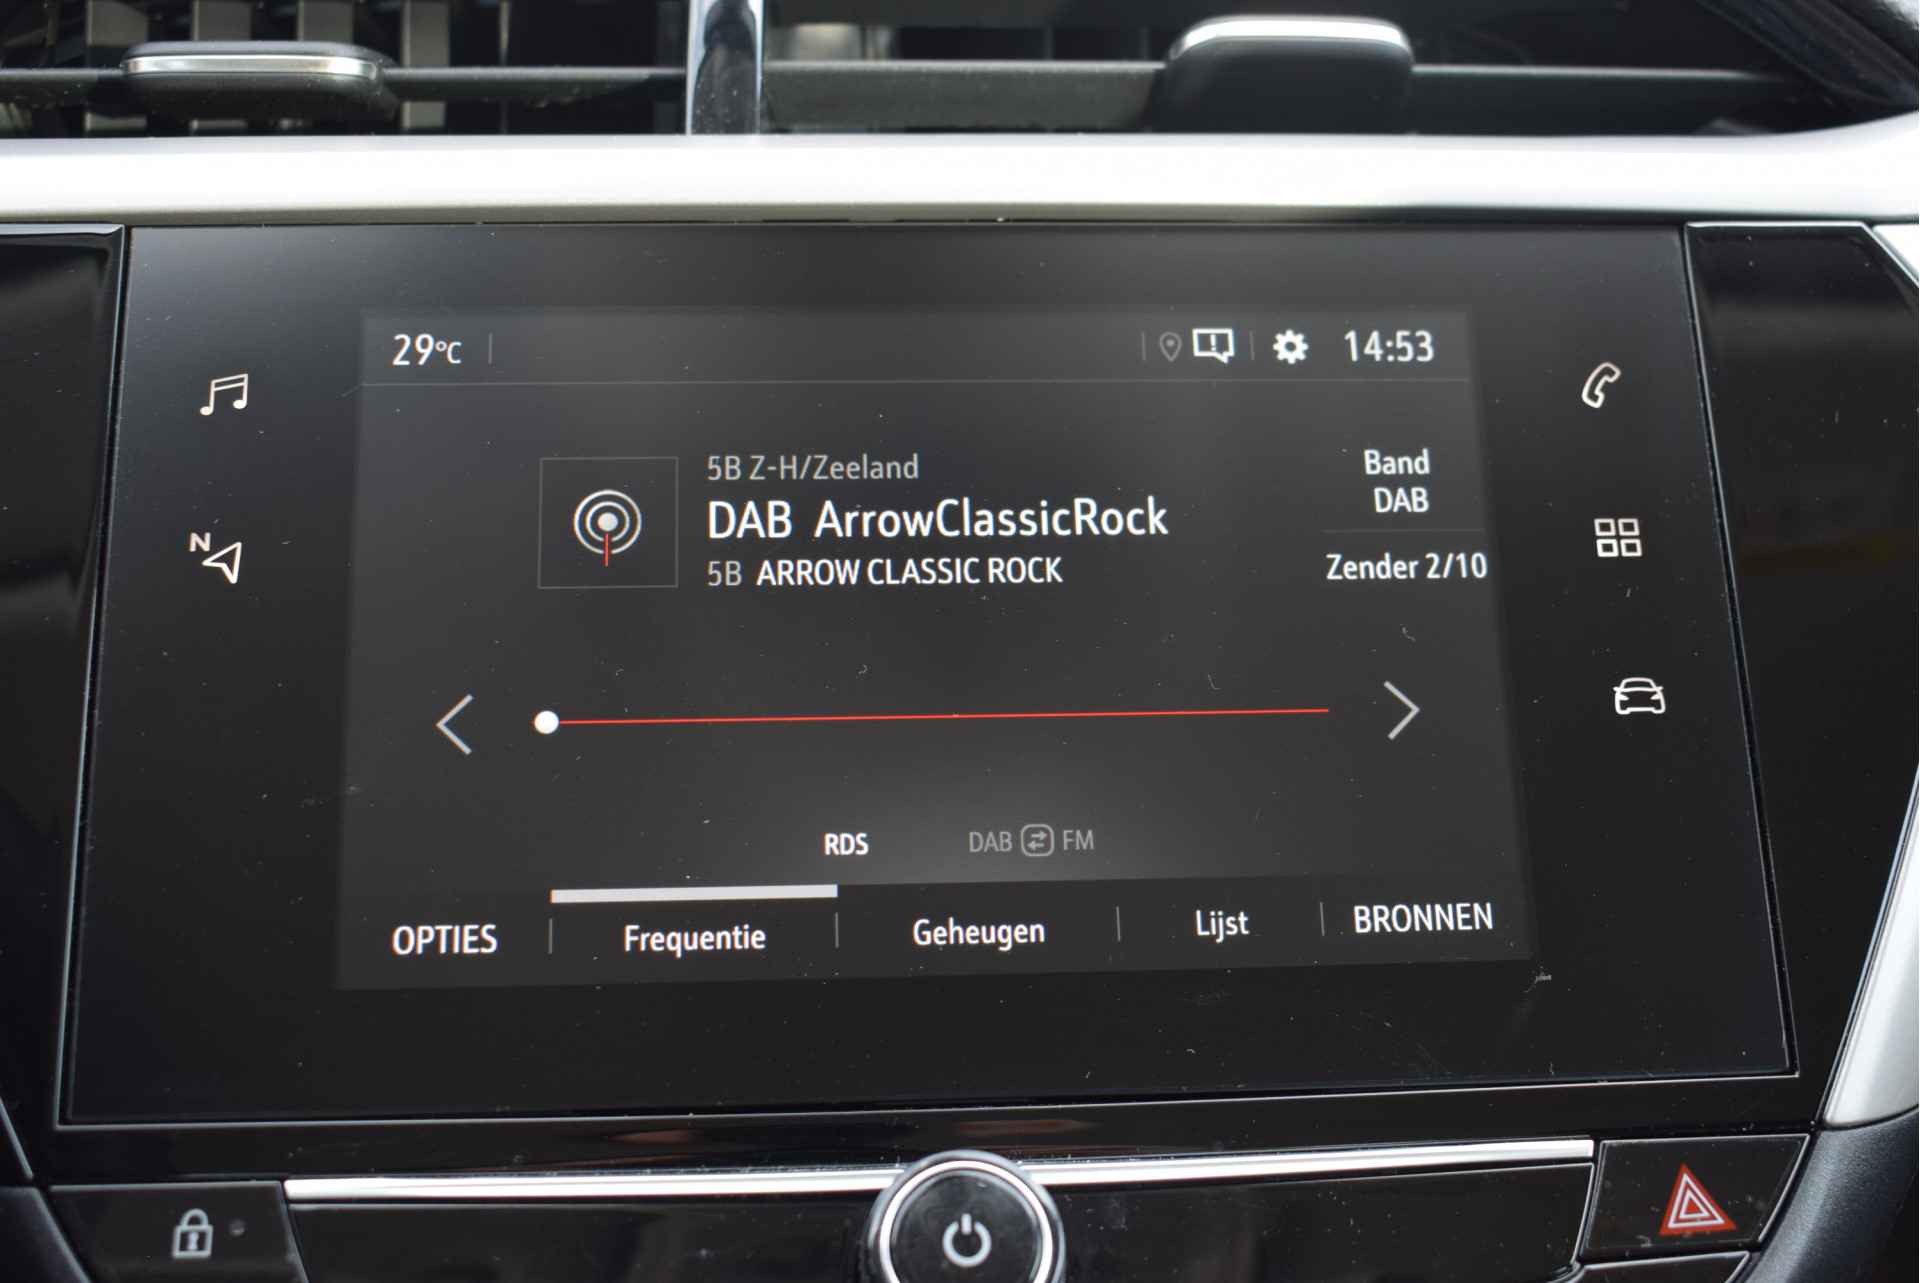 29°C
14:53
5B Z-H/Zeeland
DAB ArrowClassicRock
5B ARROW CLASSIC ROCK
Band
DAB
Zender 2/10
N
RDS
DAB FM
OPTIES Frequentie Geheugen Lijst BRONNEN